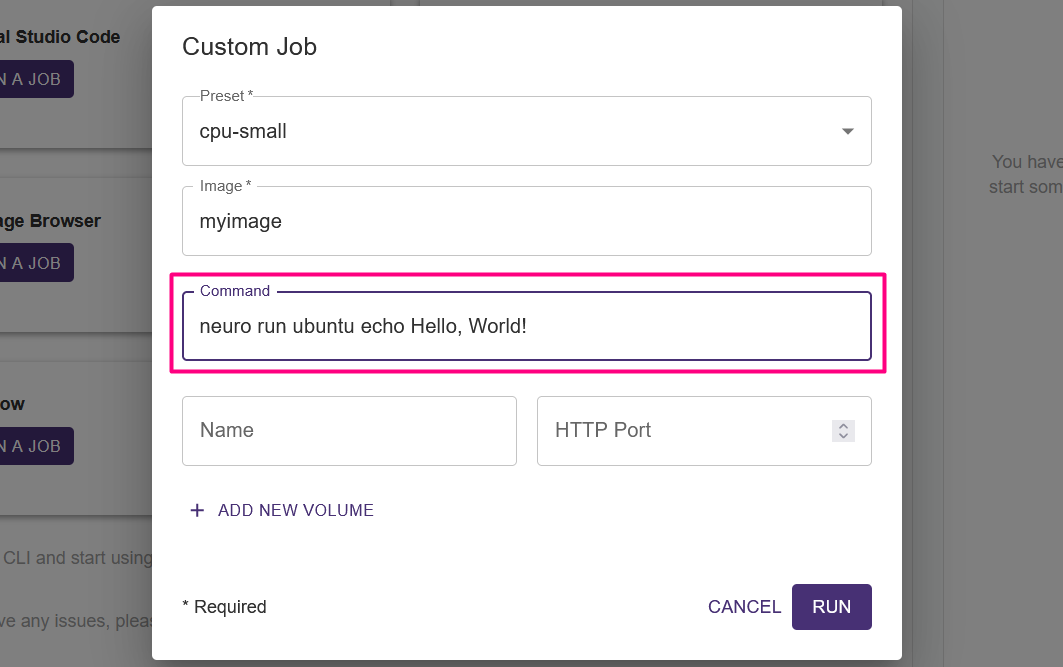 al Studio Code
N A JOB
age Browser
N A JOB
ow
N A JOB
CLI and start using
ve any issues, pleas
Custom Job
Preset *
cpu-small
Image *
myimage
Command
neuro run ubuntu echo Hello, World!
Name
HTTP Port
+ ADD NEW VOLUME
* Required
CANCEL
RUN
You have
start som